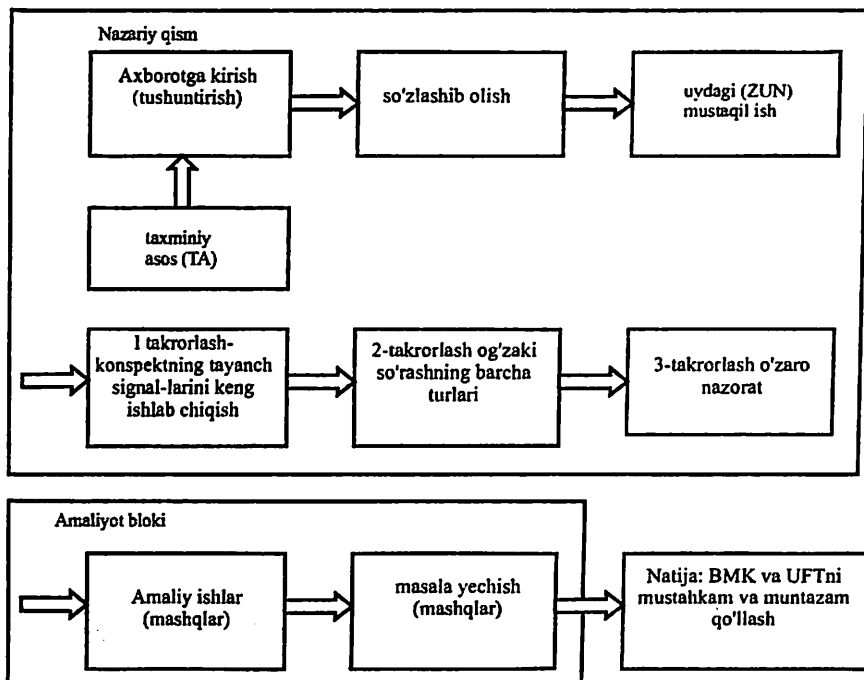 Nazariy qism
Axborotga kirish
(tushuntirish)
so'zlashib olish
uydagi (ZUN)
mustaqil ish
taxminiy
asos (TA)
1 takrorlash-
konspektning tayanch
signal-larini keng
ishlab chiqish
2-takrorlash og'zaki
so'rashning barcha
turlari
3-takrorlash o'zaro
nazorat
Amaliyot bloki
Amaliy ishlar
(mashqlar)
masala yechish
(mashqlar)
Natija: BMK va UFTni
mustahkam va muntazam
qo'llash